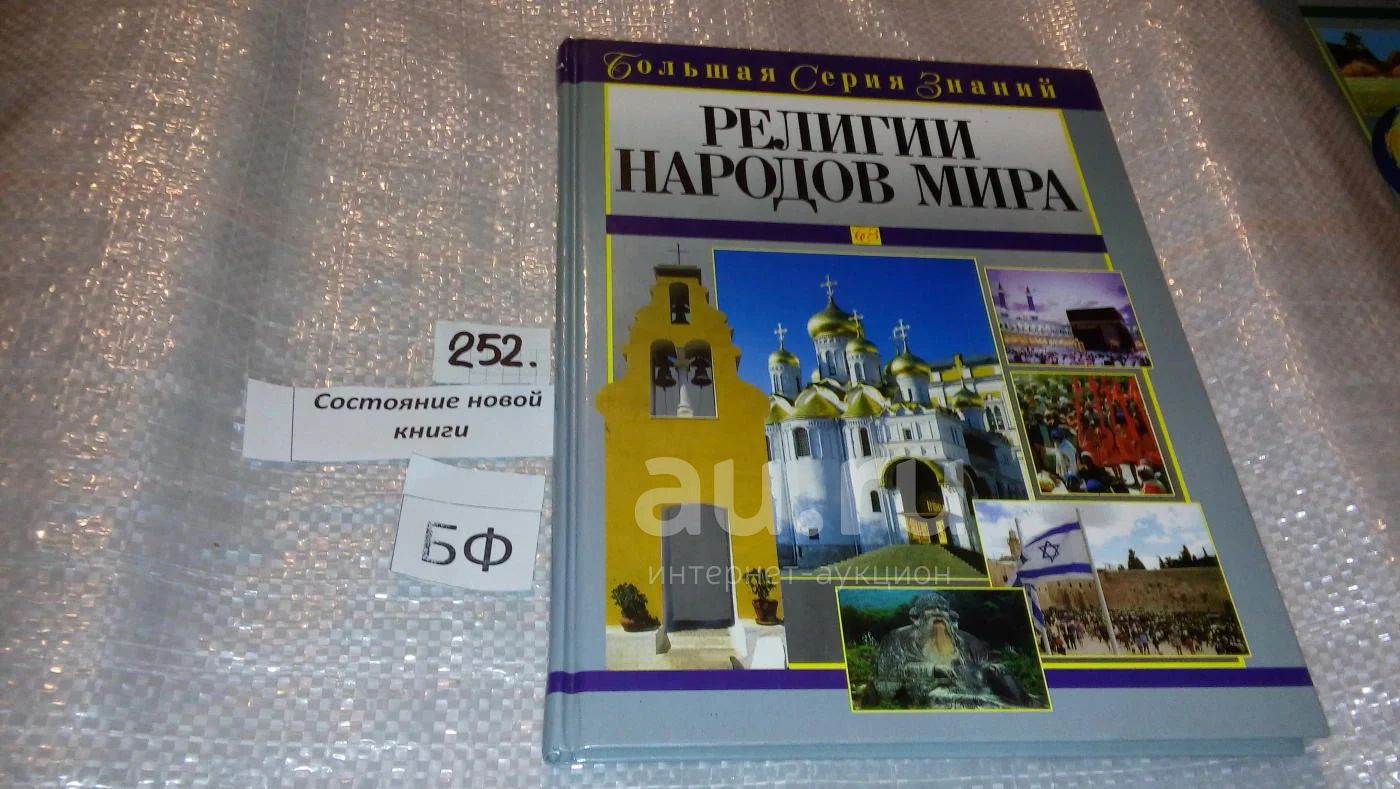 Большая Серия Знаний
РЕЛИГИИ
НАРОДОВ МИРА
252.
Состояние новой
книги
БФ
au.ru
интернет-аукцион